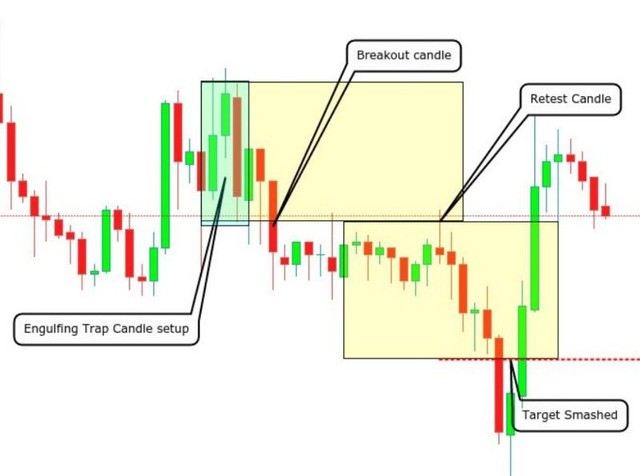 Breakout candle
Retest Candle
Engulfing Trap Candle setup
Target Smashed